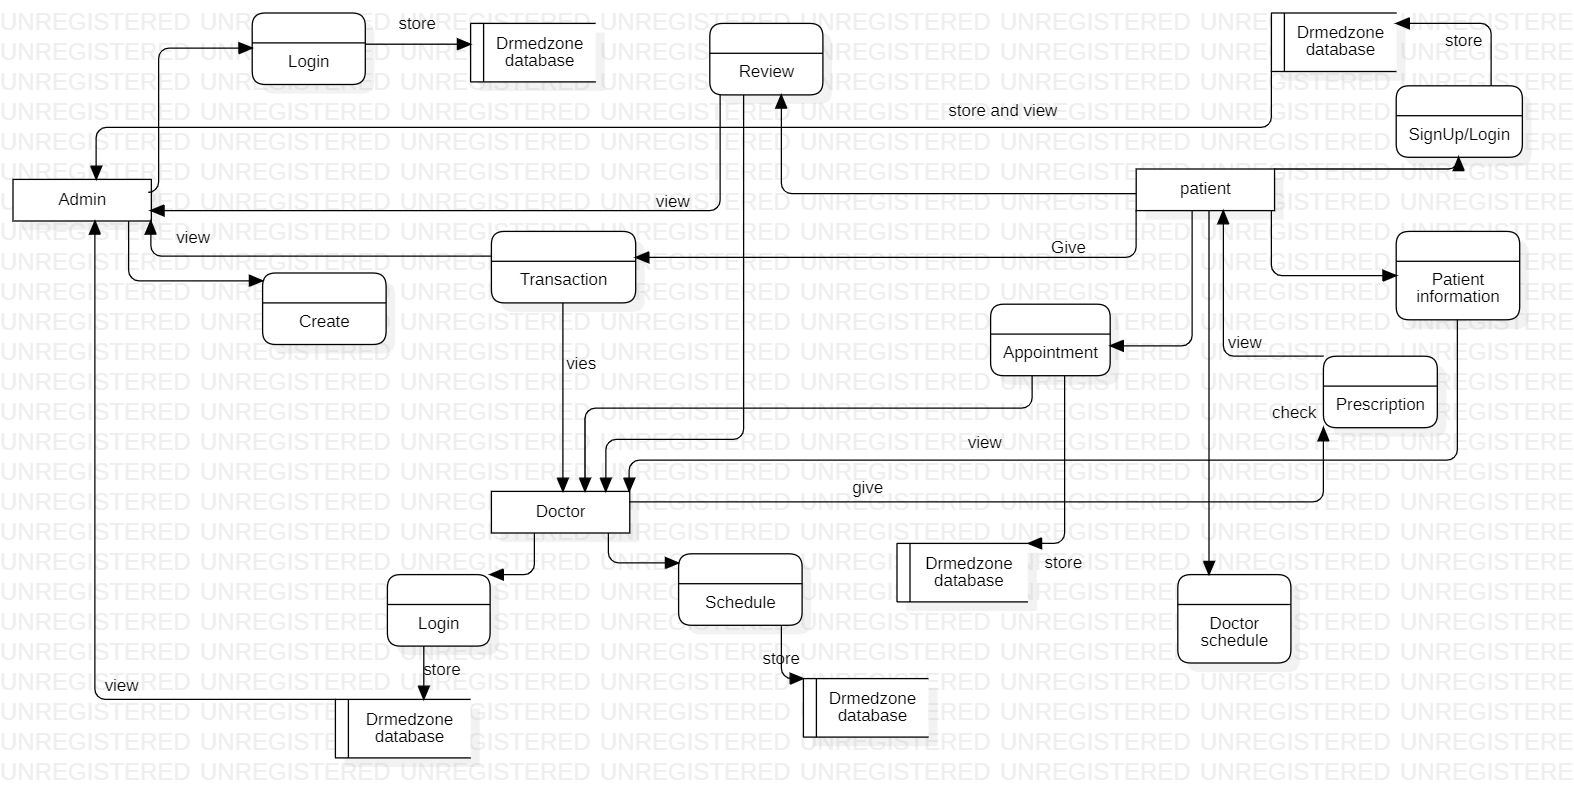 store
Drmedzone
database
Login
Review
Drmedzone
database
store
store and view
SignUp/Login
Admin
patient
view
view
Give
Transaction
Create
Patient
information
Appointment
view
vies
Prescription
check
view
give
Doctor
Drmedzone
database
store
Schedule
Login
Doctor
schedule
store
store
view
Drmedzone
database
Drmedzone
database
UNREGISTERED